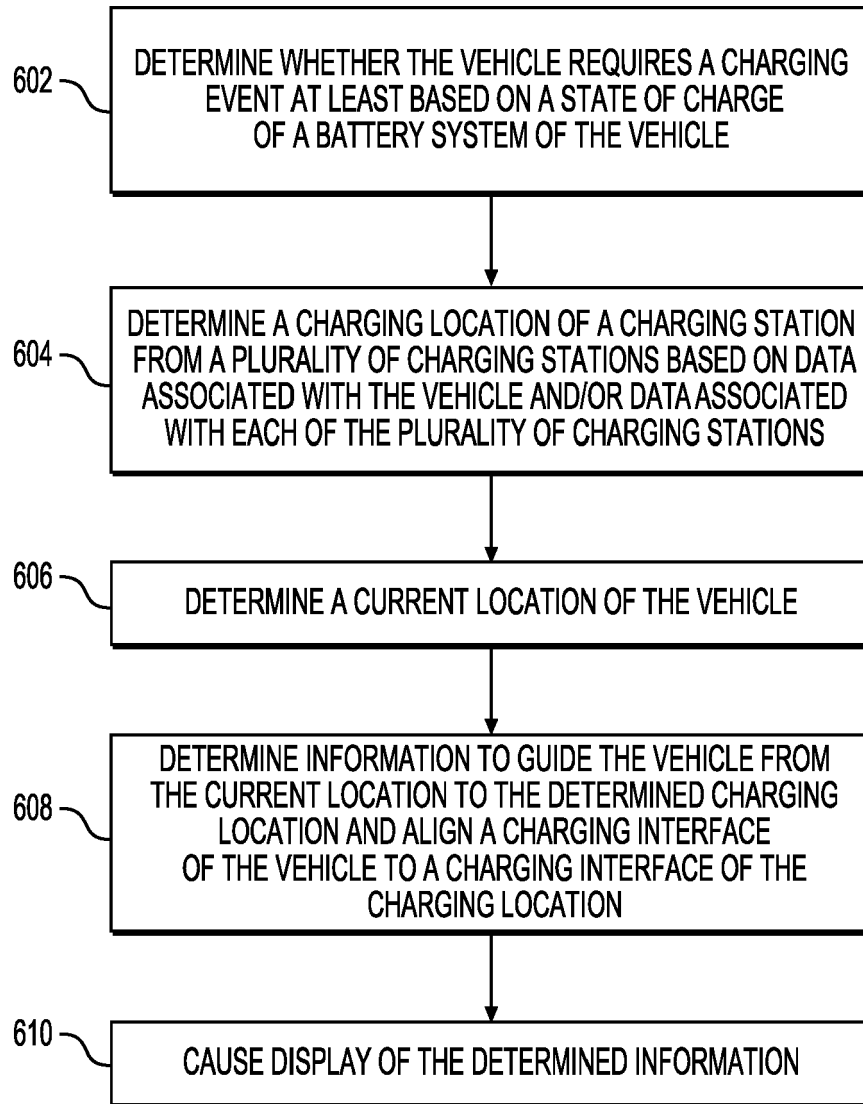 602
DETERMINE WHETHER THE VEHICLE REQUIRES A CHARGING
EVENT AT LEAST BASED ON A STATE OF CHARGE
OF A BATTERY SYSTEM OF THE VEHICLE
604
DETERMINE A CHARGING LOCATION OF A CHARGING STATION
FROM A PLURALITY OF CHARGING STATIONS BASED ON DATA
ASSOCIATED WITH THE VEHICLE AND/OR DATA ASSOCIATED
WITH EACH OF THE PLURALITY OF CHARGING STATIONS
606
DETERMINE A CURRENT LOCATION OF THE VEHICLE
608
DETERMINE INFORMATION TO GUIDE THE VEHICLE FROM
THE CURRENT LOCATION TO THE DETERMINED CHARGING
LOCATION AND ALIGN A CHARGING INTERFACE
OF THE VEHICLE TO A CHARGING INTERFACE OF THE
CHARGING LOCATION
610
CAUSE DISPLAY OF THE DETERMINED INFORMATION